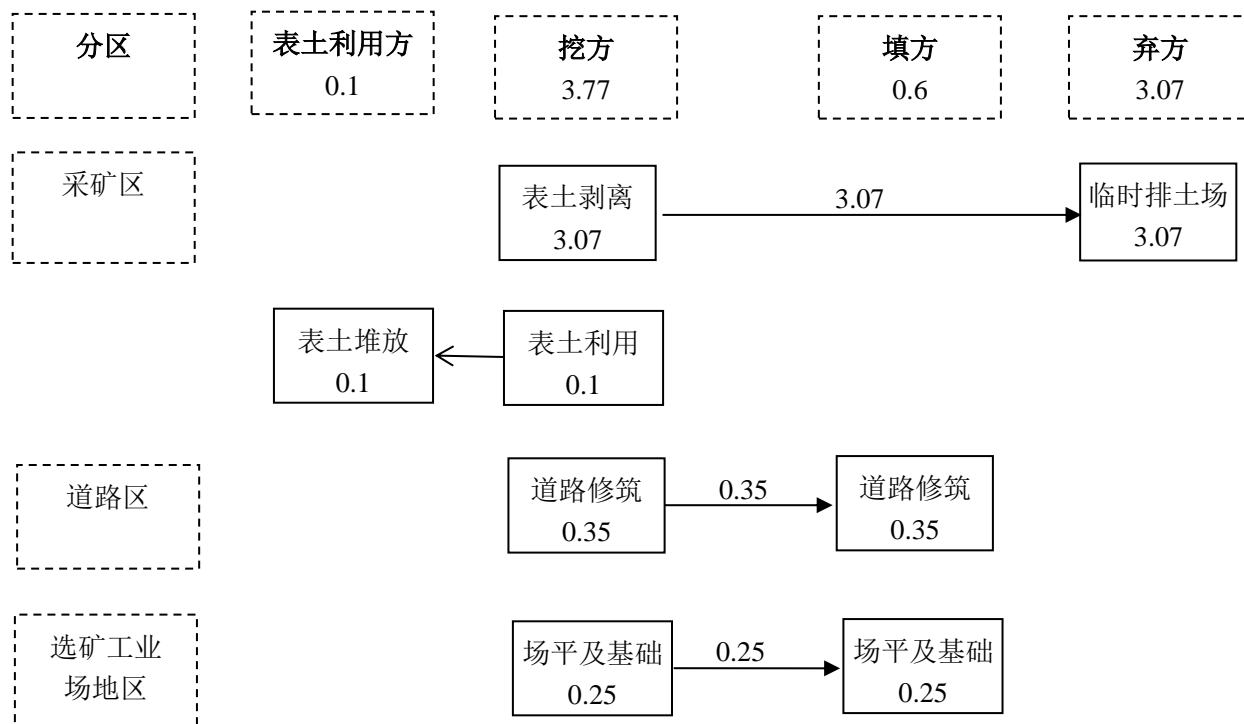 分区
表土利用方
0.1
挖方
3.77
填方
0.6
弃方
3.07
采矿区
表土剥离
3.07
3.07
临时排土场
3.07
表土堆放
0.1
表土利用
0.1
道路区
道路修筑
0.35
0.35
道路修筑
0.35
选矿工业
场地区
场平及基础
0.25
0.25
场平及基础
0.25